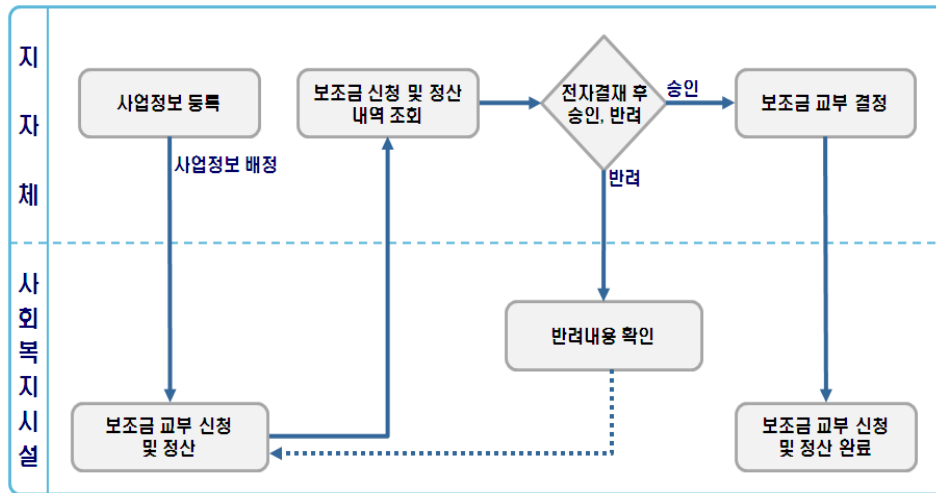 지자체
사업정보 등록
사업정보 배정
보조금 신청 및 정산
내역 조회
전자결재 후
승인, 반려
승인
반려
보조금 교부 결정
사회복지시설
보조금 교부 신청
및 정산
반려내용 확인
보조금 교부 신청
및 정산 완료